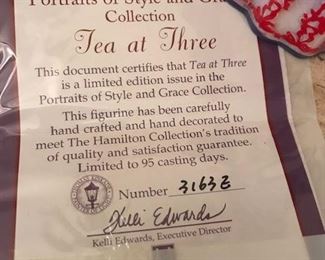 Portraits of Style and Grace
Collection
Tea at Three
This document certifies that Tea at Three
is a limited edition issue in the
Portraits of Style and Grace Collection.
This figurine has been carefully
hand crafted and hand decorated to
meet The Hamilton Collection's tradition
of quality and satisfaction guarantee.
Limited to 95 casting days.
Number 3163E
Kelli Edwards
Kelli Edwards, Executive Director